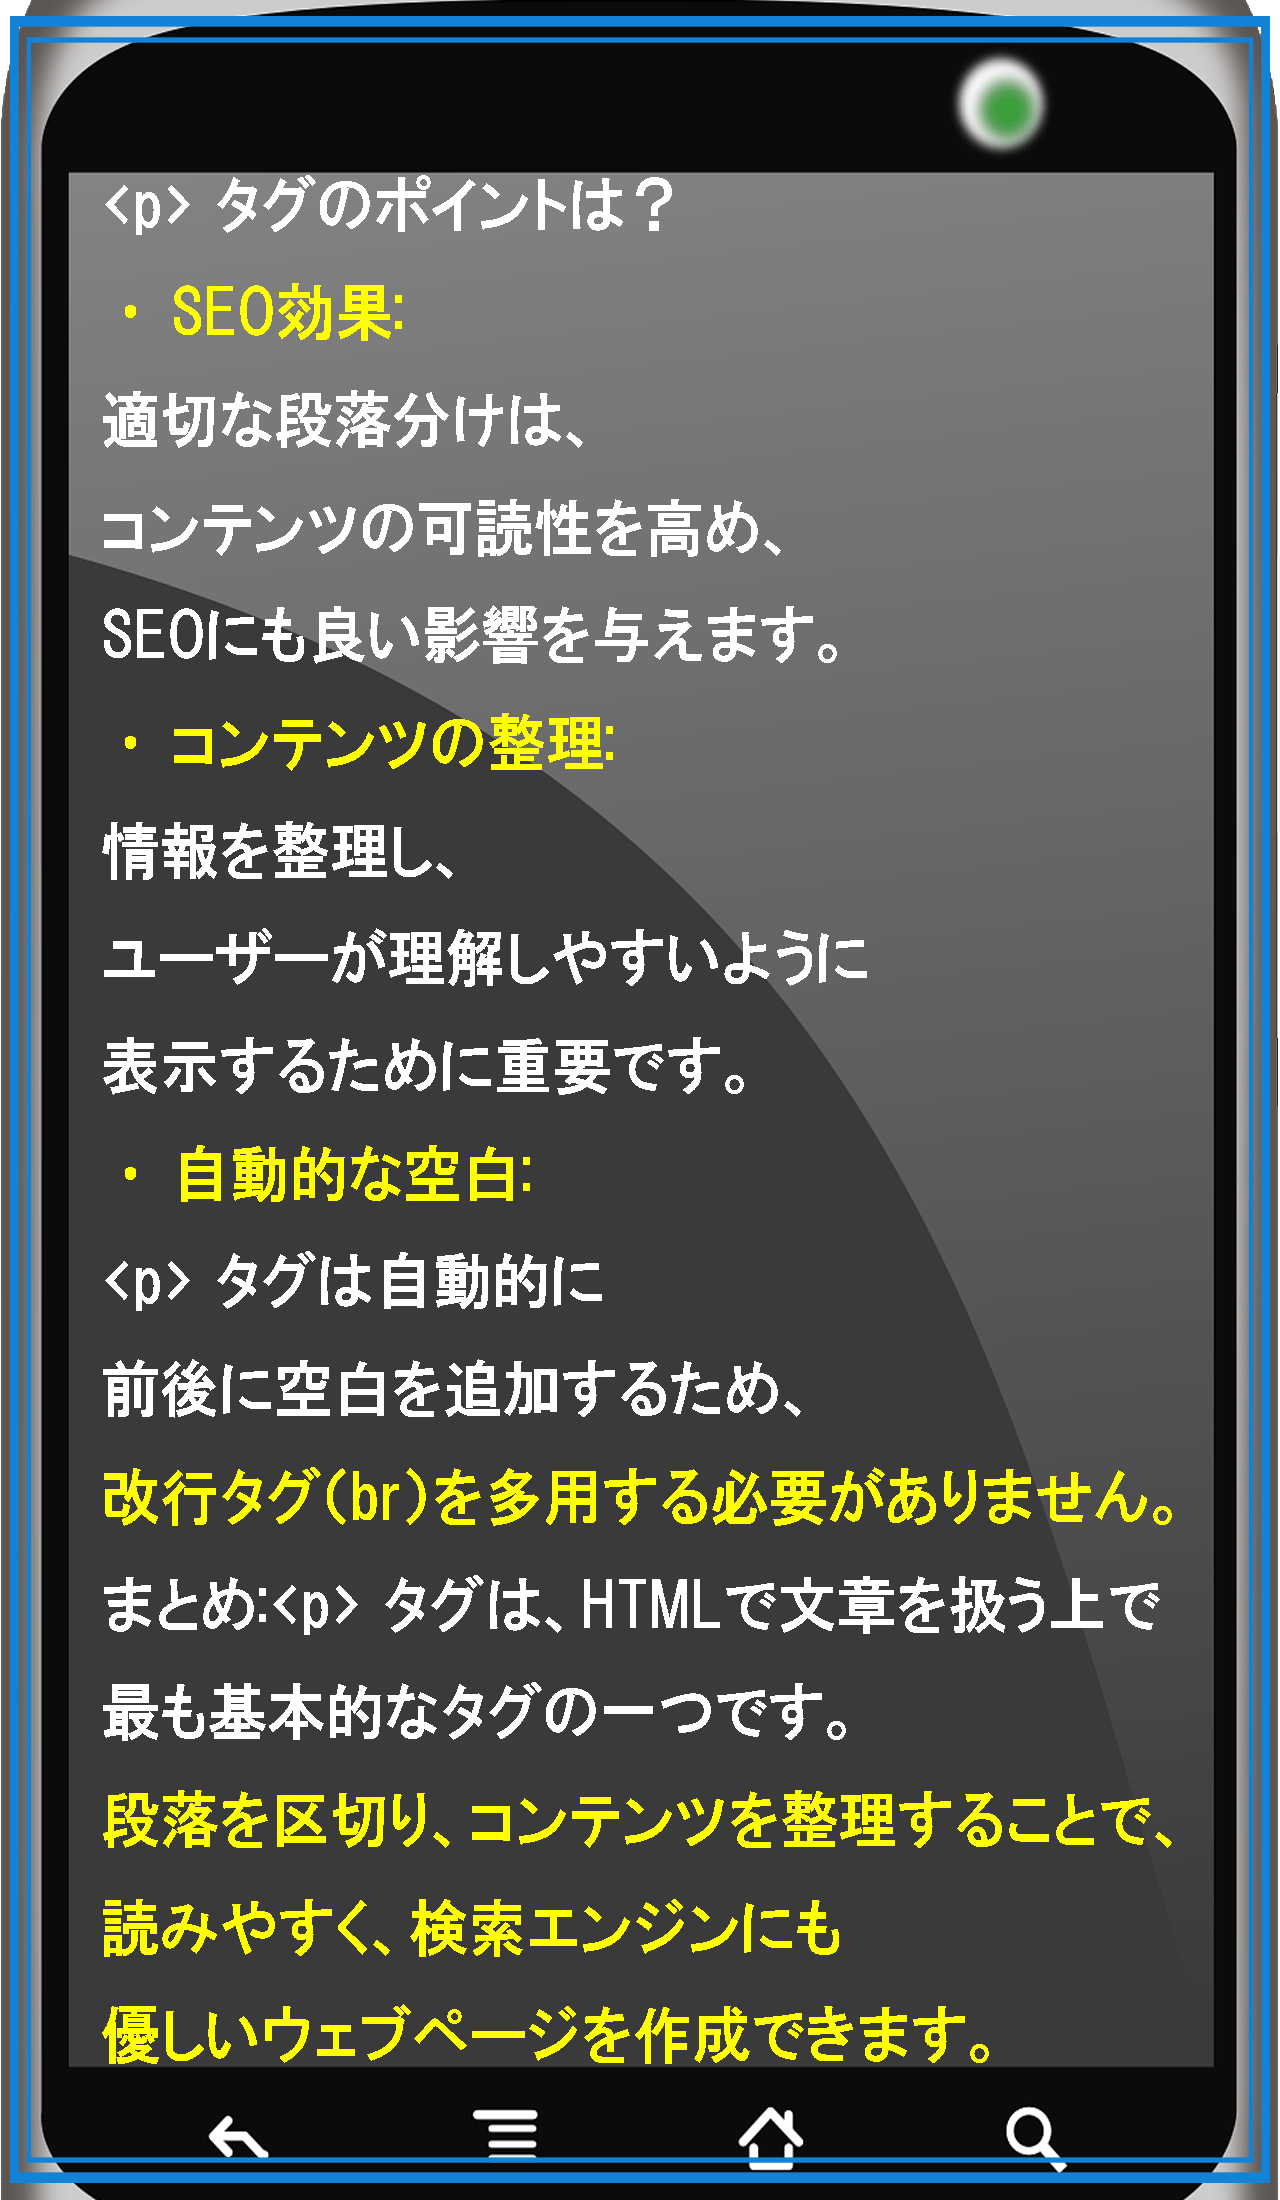 <p> タグのポイントは？
・ SEO効果:
適切な段落分けは、
コンテンツの可読性を高め、
SEOにも良い影響を与えます。
・ コンテンツの整理:
情報を整理し、
ユーザーが理解しやすいように
表示するために重要です。
・ 自動的な空白:
<p> タグは自動的に
前後に空白を追加するため、
改行タグ(br)を多用する必要がありません。
まとめ:<p> タグは、HTMLで文章を扱う上で
最も基本的なタグの一つです。
段落を区切り、コンテンツを整理することで、
読みやすく、検索エンジンにも
優しいウェブページを作成できます。